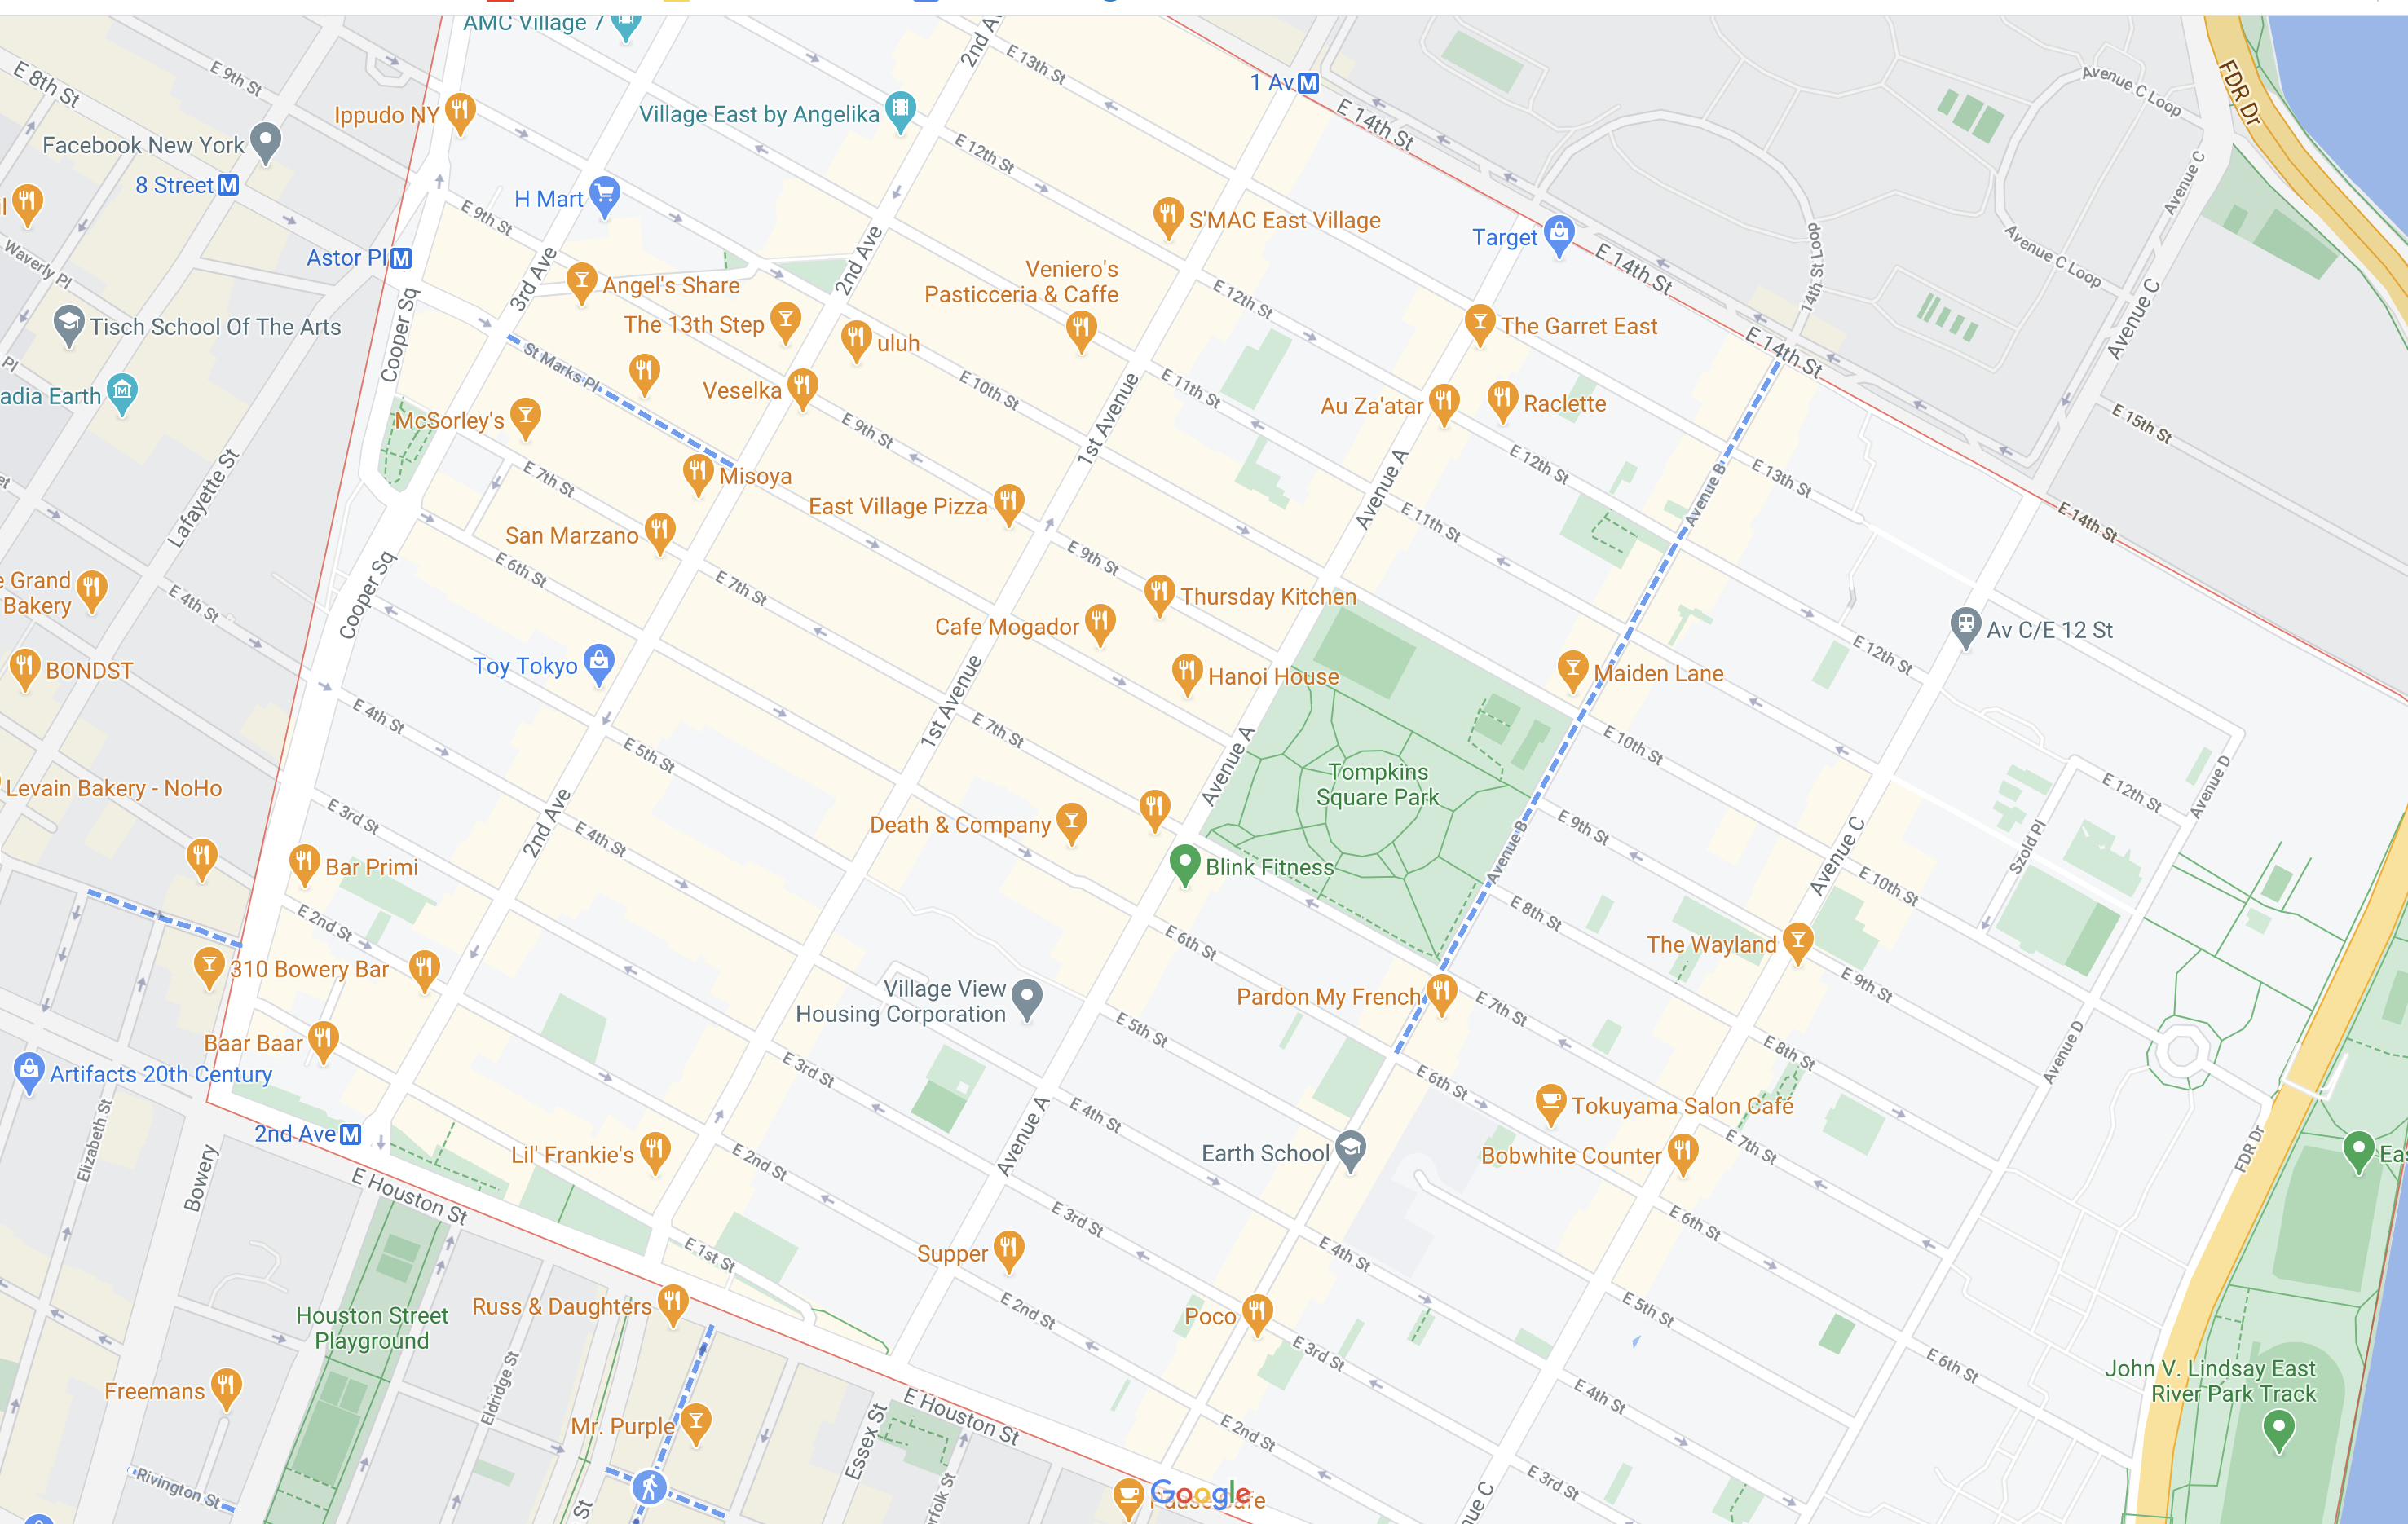 AMC Village 7
2nd A
E 13th St
1 Av M
E 14th St
Avenue C Loop
FDR Dr
E 8th St
E 9th St
Ippudo NY
Village East by Angelika
Facebook New York
8 Street M
E 12th St
Avenue C
H Mart
E 9th St
S'MAC East Village
Target
E 14th St
14th St Loop
Avenue C Loop
Waverly Pl
Astor Pl M
3rd Ave
2nd Ave
Angel's Share
Veniero's
Pasticceria & Caffe
E 12th St
Avenue C
Tisch School Of The Arts
Cooper Sq
The 13th Step
uluh
The Garret East
E 14th St
Pl
St Marks Pl
Veselka
E 10th St
1st Avenue
E 11th St
Au Za'atar
Raclette
adia Earth
McSorley's
E 9th St
E 15th St
Lafayette St
E 7th St
Misoya
Avenue A
E 12th St
Avenue B
E 13th St
San Marzano
East Village Pizza
E 11th St
E 14th St
E 6th St
E 9th St
e Grand
Bakery
E 4th St
Cooper Sq
E 7th St
Thursday Kitchen
Cafe Mogador
Av C/E 12 St
BONDST
Toy Tokyo
Hanoi House
Maiden Lane
E 12th St
E 4th St
1st Avenue
E 7th St
E 5th St
Avenue A
Tompkins
Square Park
E 10th St
Levain Bakery - NoHo
E 12th St
Avenue D
E 3rd St
2nd Ave
E 4th St
Death & Company
Avenue B
E 9th St
Avenue C
Szold Pl
Bar Primi
Blink Fitness
E 10th St
E 2nd St
E 8th St
E 6th St
The Wayland
310 Bowery Bar
E 9th St
Village View
Housing Corporation
Pardon My French
E 7th St
Baar Baar
E 5th St
E 8th St
Avenue D
Artifacts 20th Century
E 3rd St
E 6th St
Elizabeth St
2nd Ave M
Avenue A
E 4th St
Tokuyama Salon Café
Bowery
Lil' Frankie's
E 2nd St
Earth School
Bobwhite Counter
E 7th St
FDR Dr
Ea
E Houston St
E 3rd St
E 6th St
E 1st St
Supper
E 4th St
Houston Street
Playground
Russ & Daughters
E 2nd St
Poco
E 5th St
E 3rd St
E 6th St
John V. Lindsay East
River Park Track
Freemans
Eldridge St
Mr. Purple
Essex St
E Houston St
E 4th St
E 2nd St
Rivington St
St
E 3rd St
Google